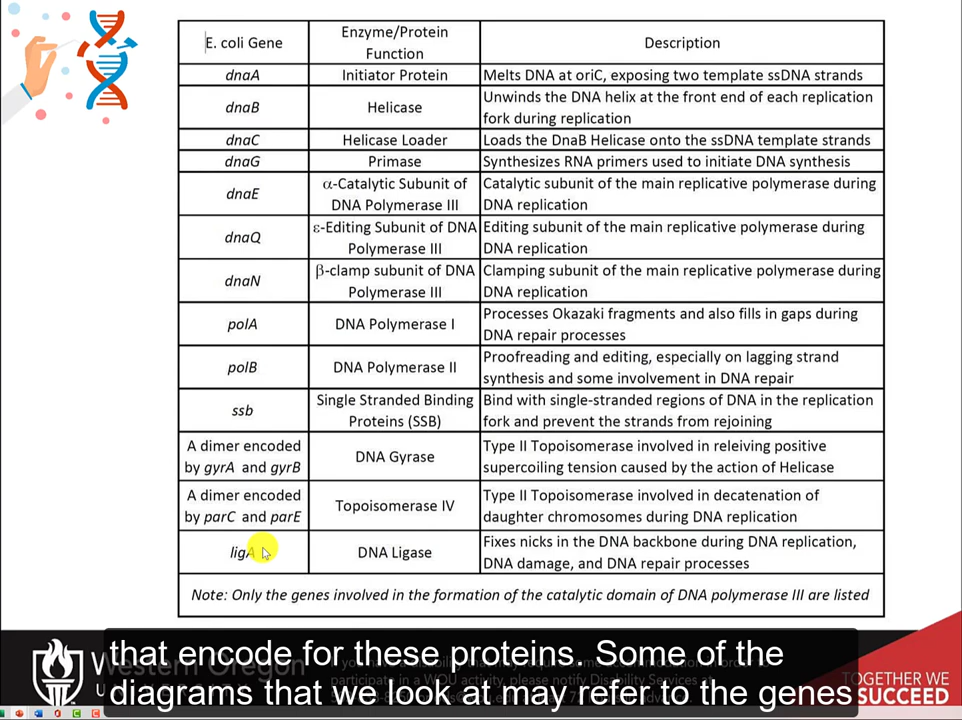 E. coli Gene
Enzyme/Protein
Function
Description
dnaA
Initiator Protein
Melts DNA at oriC, exposing two template ssDNA strands
dnaB
Helicase
Unwinds the DNA helix at the front end of each replication
fork during replication
dnaC
Helicase Loader
Loads the DnaB Helicase onto the ssDNA template strands
dnaG
Primase
Synthesizes RNA primers used to initiate DNA synthesis
dnaE
α-Catalytic Subunit of
DNA Polymerase III
Catalytic subunit of the main replicative polymerase during
DNA replication
dnaQ
ε-Editing Subunit of DNA
Polymerase III
Editing subunit of the main replicative polymerase during
DNA replication
dnaN
β-clamp subunit of DNA
Polymerase III
Clamping subunit of the main replicative polymerase during
DNA replication
polA
DNA Polymerase I
Processes Okazaki fragments and also fills in gaps during
DNA repair processes
polB
DNA Polymerase II
Proofreading and editing, especially on lagging strand
synthesis and some involvement in DNA repair
ssb
Single Stranded Binding
Proteins (SSB)
Bind with single-stranded regions of DNA in the replication
fork and prevent the strands from rejoining
A dimer encoded
by gyrA and gyrB
DNA Gyrase
Type II Topoisomerase involved in releiving positive
supercoiling tension caused by the action of Helicase
A dimer encoded
by parC and parE
Topoisomerase IV
Type II Topoisomerase involved in decatenation of
daughter chromosomes during DNA replication
ligA
DNA Ligase
Fixes nicks in the DNA backbone during DNA replication,
DNA damage, and DNA repair processes
Note: Only the genes involved in the formation of the catalytic domain of DNA polymerase III are listed
that encode for these proteins. Some of the
diagrams that we look at may refer to the genes
Western Oregon
TOGETHER WE
SUCCEED